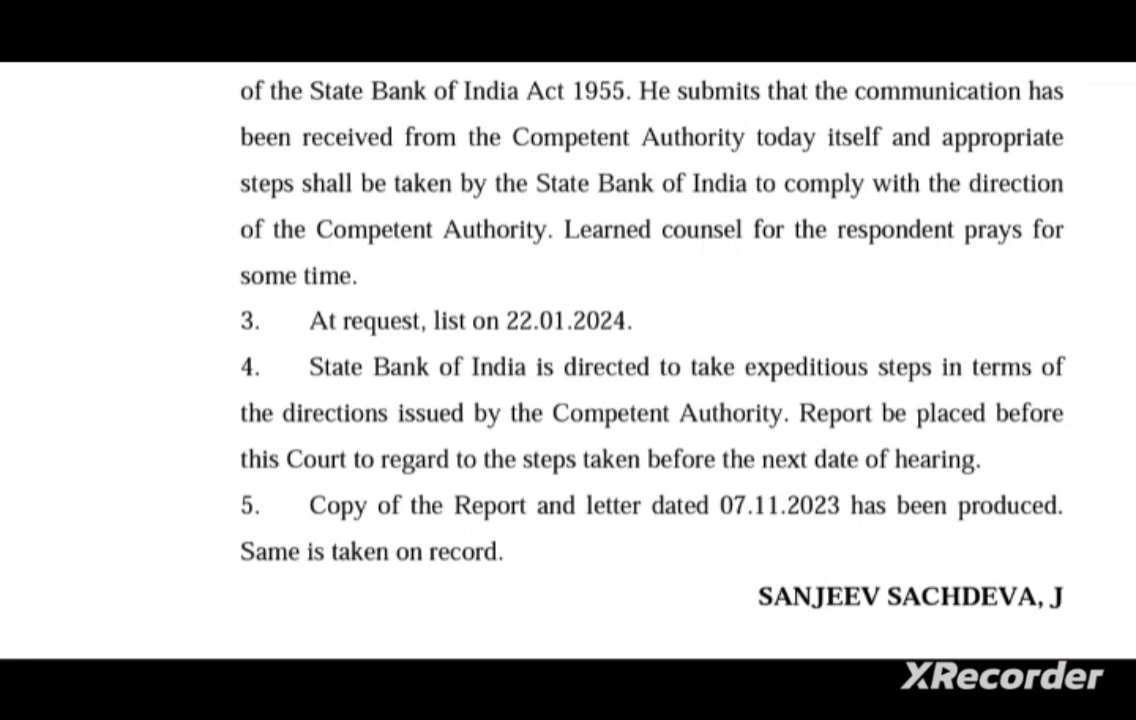 of the State Bank of India Act 1955. He submits that the communication has
been received from the Competent Authority today itself and appropriate
steps shall be taken by the State Bank of India to comply with the direction
of the Competent Authority. Learned counsel for the respondent prays for
some time.
3. At request, list on 22.01.2024.
4. State Bank of India is directed to take expeditious steps in terms of
the directions issued by the Competent Authority. Report be placed before
this Court to regard to the steps taken before the next date of hearing.
5. Copy of the Report and letter dated 07.11.2023 has been produced.
Same is taken on record.
SANJEEV SACHDEVA, J
XRecorder